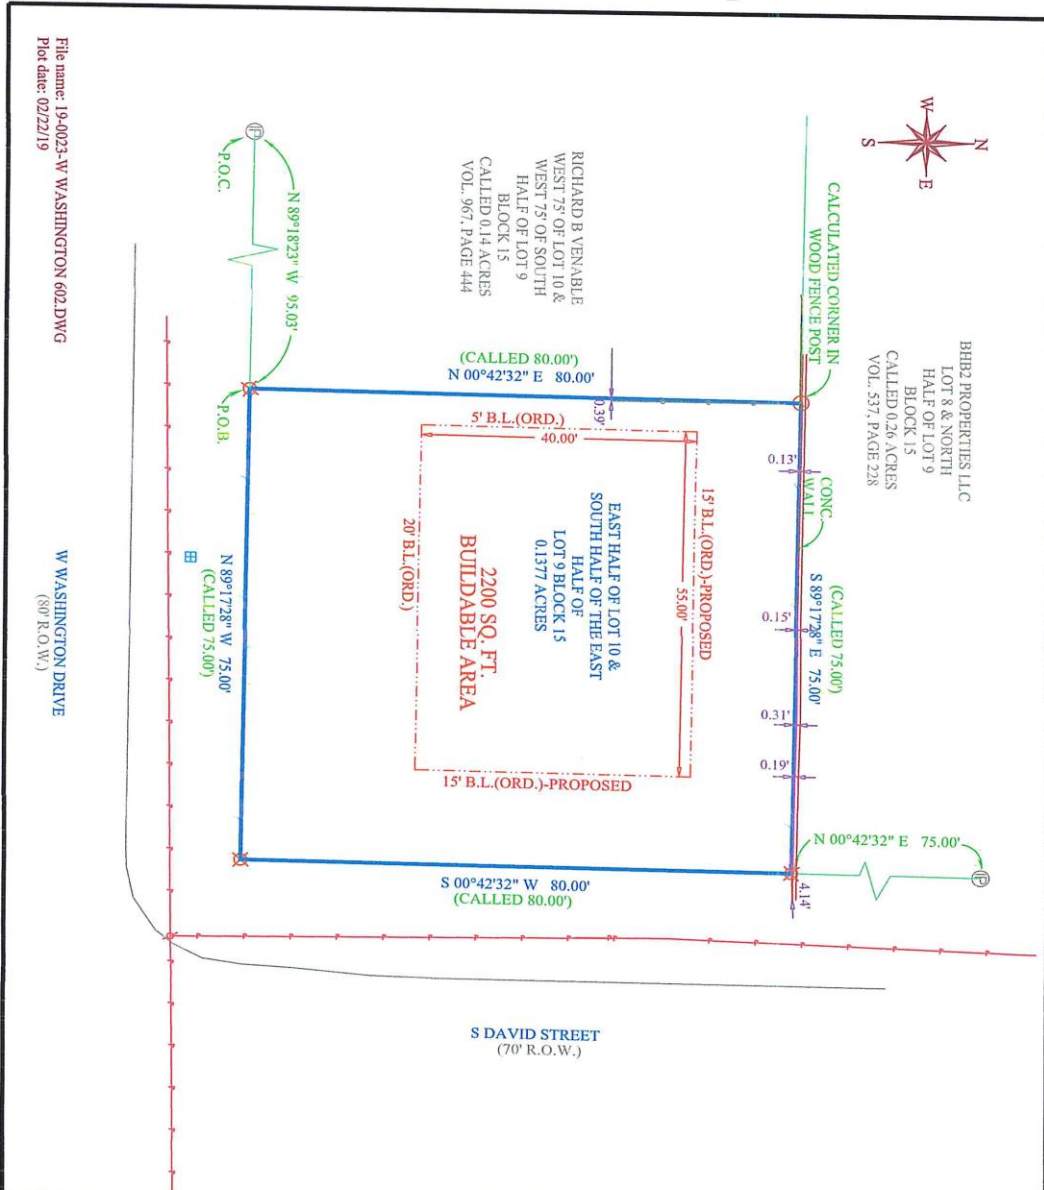 N
W
E
S
BHB2 PROPERTIES LLC
LOT 8 & NORTH
HALF OF LOT 9
BLOCK 15
CALLED 0.26 ACRES
VOL. 537, PAGE 228
CALCULATED CORNER IN
WOOD FENCE POST
CONC.
WALL
(CALLED 75.00')
S 89°17'28" E 75.00'
0.13'
0.15'
0.31'
0.19'
N 00°42'32" E 75.00'
IP
4.14'
RICHARD B VENABLE
WEST 75' OF LOT 10 &
WEST 75' OF SOUTH
HALF OF LOT 9
BLOCK 15
CALLED 0.14 ACRES
VOL. 967, PAGE 444
(CALLED 80.00')
N 00°42'32" E 80.00'
0.39'
5' B.L.(ORD.)
40.00'
15' B.L.(ORD.)-PROPOSED
55.00'
EAST HALF OF LOT 10 &
SOUTH HALF OF THE EAST
HALF OF
LOT 9 BLOCK 15
0.1377 ACRES
2200 SQ. FT.
BUILDABLE AREA
20' B.L.(ORD.)
15' B.L.(ORD.)-PROPOSED
S 00°42'32" W 80.00'
(CALLED 80.00')
IP
N 89°18'23" W 95.03'
P.O.C.
P.O.B.
N 89°17'28" W 75.00'
(CALLED 75.00')
W WASHINGTON DRIVE
(80' R.O.W.)
S DAVID STREET
(70' R.O.W.)
File name: 19-0023-W WASHINGTON 602.DWG
Plot date: 02/22/19